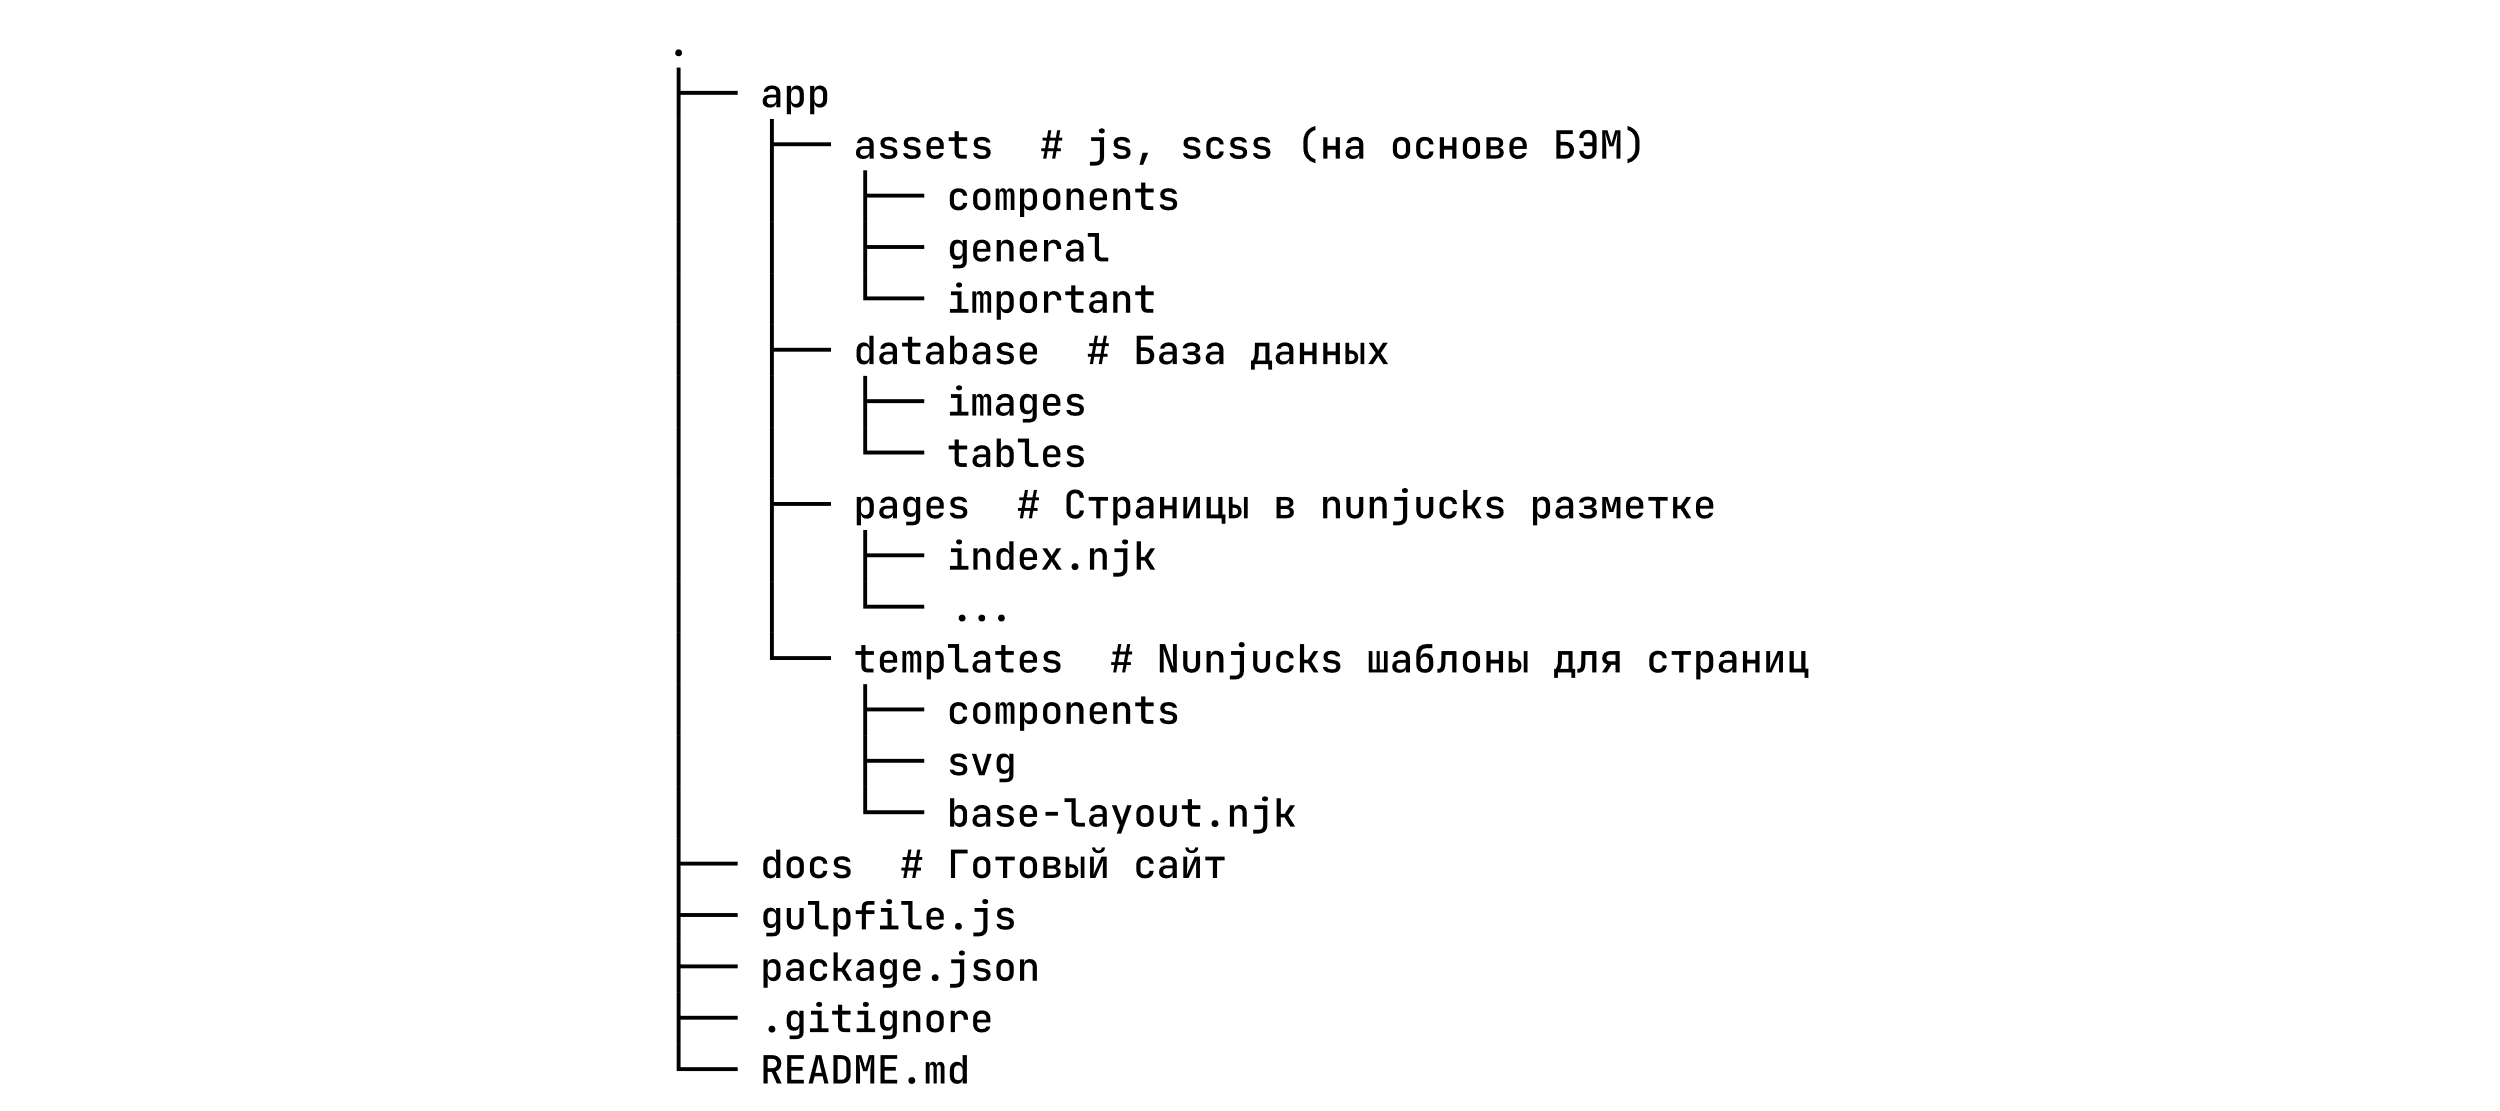 .
├── app
│   ├── assets  # js, scss (на основе БЭМ)
│   │   ├── components
│   │   ├── general
│   │   └── important
│   ├── database  # База данных
│   │   ├── images
│   │   └── tables
│   ├── pages  # Страницы в nunjucks разметке
│   │   ├── index.njk
│   │   └── ...
│   └── templates  # Nunjucks шаблоны для страниц
│       ├── components
│       ├── svg
│       └── base-layout.njk
├── docs  # Готовый сайт
├── gulpfile.js
├── package.json
├── .gitignore
└── README.md